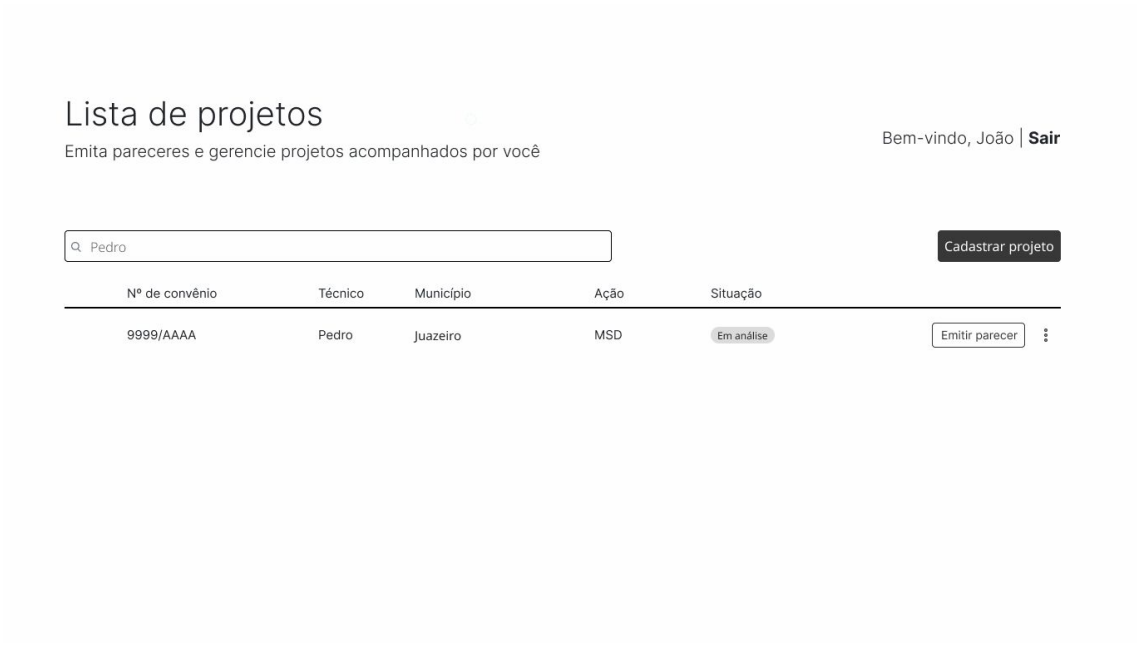 Lista de projetos
Emita pareceres e gerencie projetos acompanhados por você
Bem-vindo, João | Sair
Pedro
Cadastrar projeto
Nº de convênio Técnico Município Ação Situação
9999/AAAA Pedro Juazeiro MSD Em análise Emitir parecer